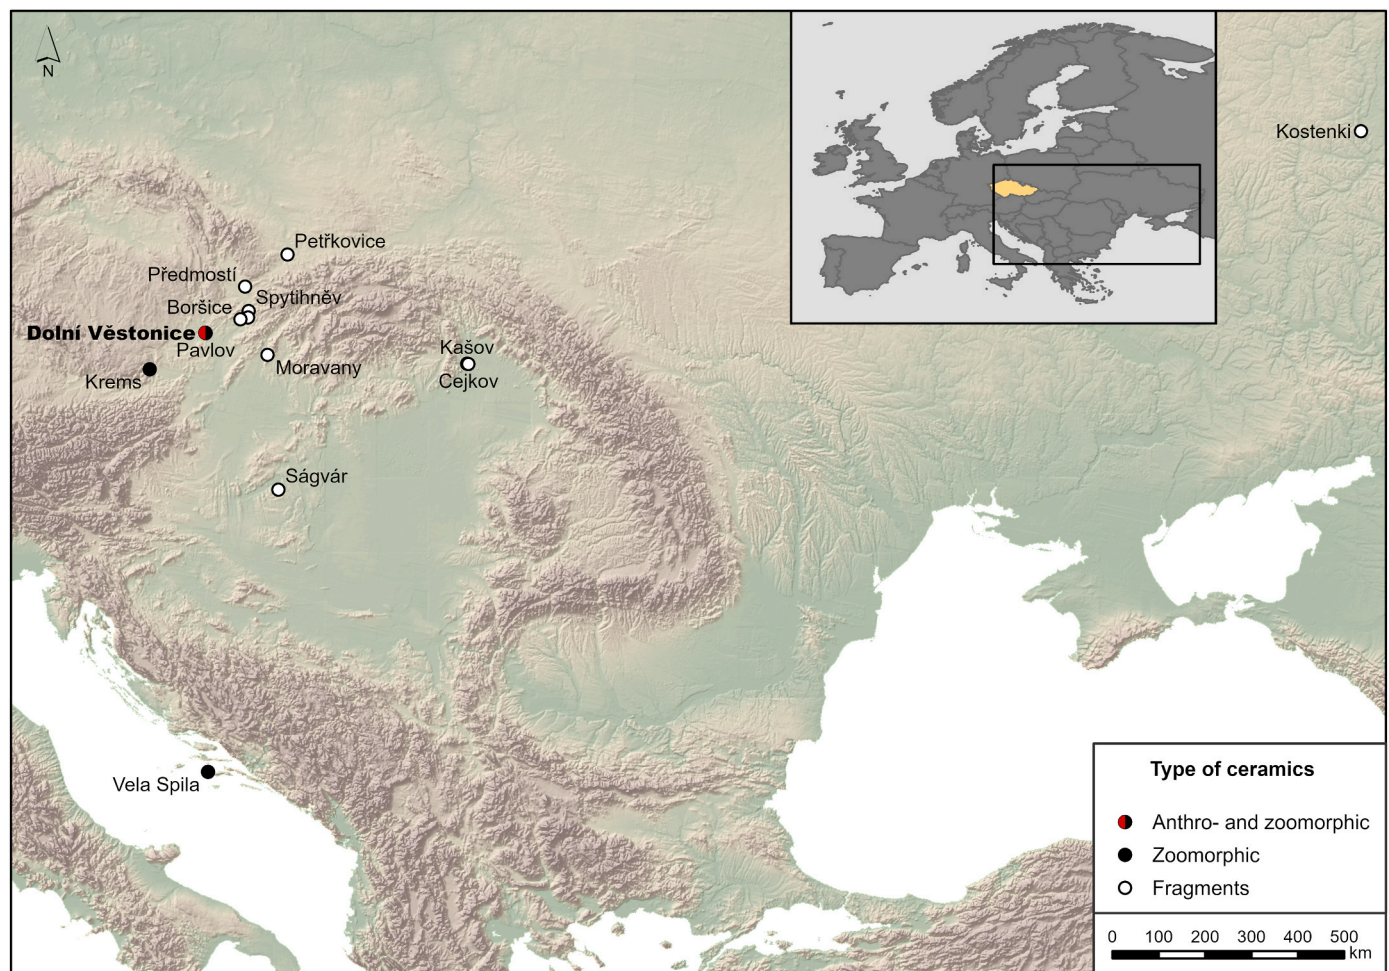 N
Kostenki
Petřkovice
Předmostí
Spytihněv
Boršice
Dolní Věstonice
Pavlov
Kašov
Moravany
Krems
Cejkov
Ságvár
Vela Spila
Type of ceramics
Anthro- and zoomorphic
Zoomorphic
Fragments
0 100 200 300 400 500
km